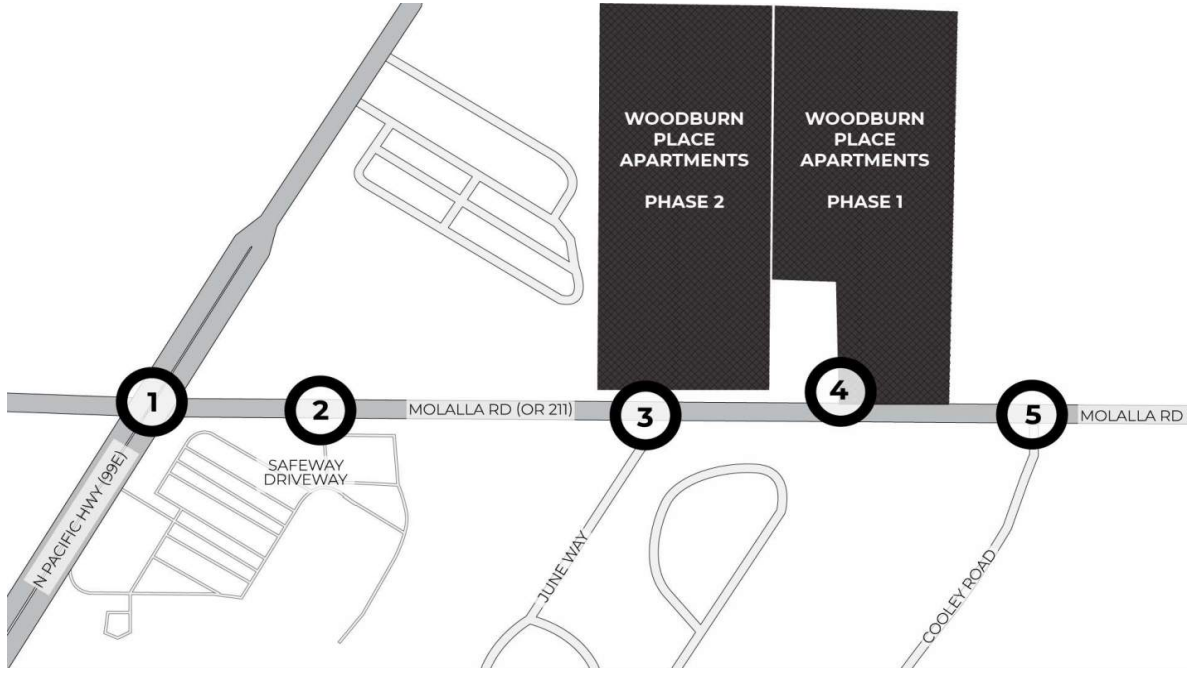 WOODBURN
PLACE
APARTMENTS
PHASE 2
WOODBURN
PLACE
APARTMENTS
PHASE 1
1
2
MOLALLA RD (OR 211)
3
4
5
MOLALLA RD
SAFEWAY
DRIVEWAY
N PACIFIC HWY (99E)
JUNE WAY
COOLEY ROAD